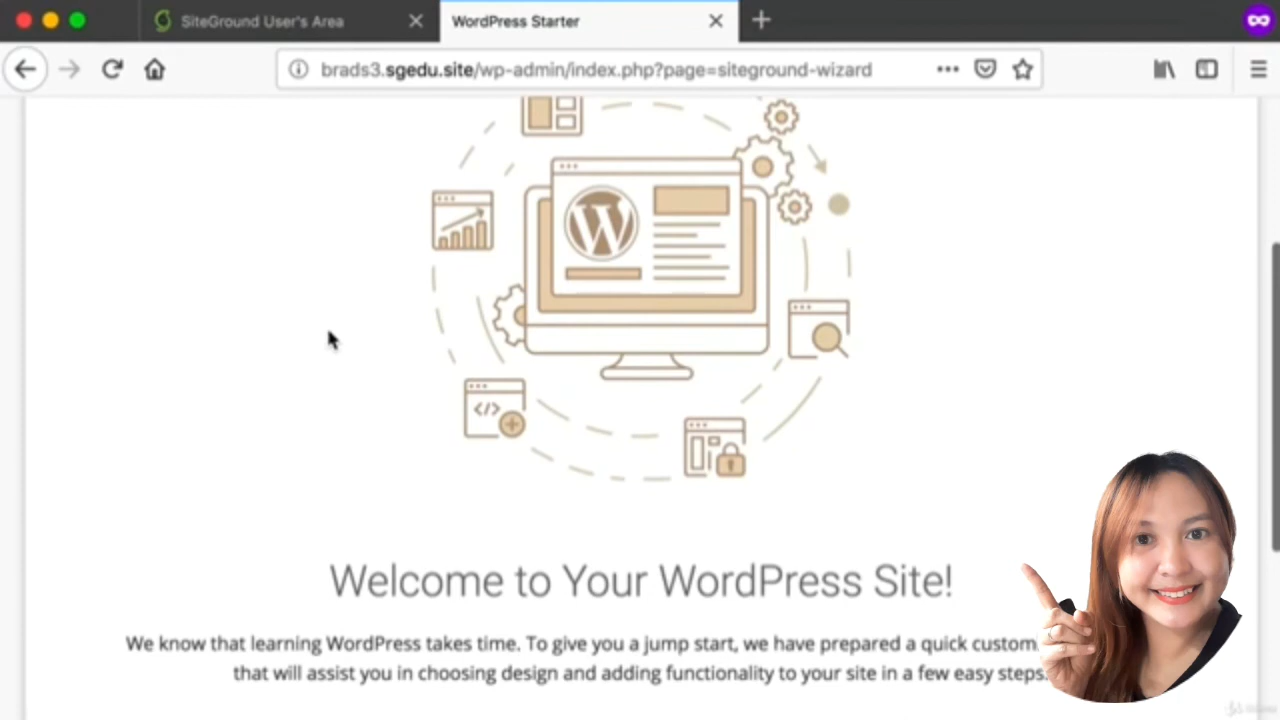 SiteGround User's Area
WordPress Starter
brads3.sgedu.site/wp-admin/index.php?page=siteground-wizard
W
</>
Welcome to Your WordPress Site!
We know that learning WordPress takes time. To give you a jump start, we have prepared a quick custom
that will assist you in choosing design and adding functionality to your site in a few easy steps.